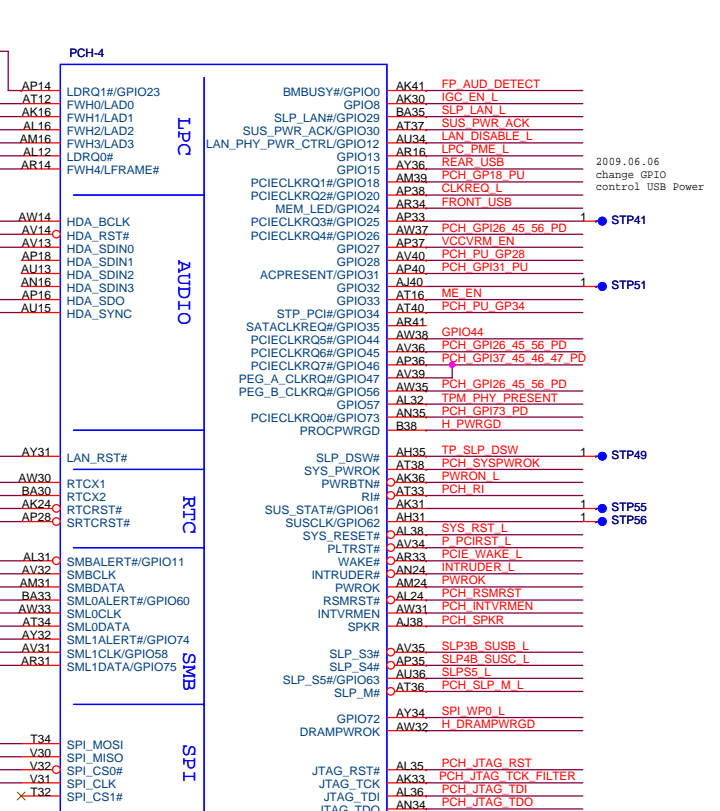 PCH-4
AP14 LDRQ1#/GPIO23
AT12 FWH0/LAD0
AK16 FWH1/LAD1
AL16 FWH2/LAD2
AM16 FWH3/LAD3
AL12 LDRQ0#
AR14 FWH4/LFRAME#
LPC
AW14 HDA_BCLK
AV14 HDA_RST#
AV13 HDA_SDIN0
AP18 HDA_SDIN1
AU13 HDA_SDIN2
AN16 HDA_SDIN3
AP16 HDA_SDO
AU15 HDA_SYNC
AUDIO
AY31 LAN_RST#
AW30 RTCX1
BA30 RTCX2
AK24 RTCRST#
AP28 SRTCRST#
RTC
AL31 SMBALERT#/GPIO11
AV32 SMBCLK
AM31 SMBDATA
BA33 SML0ALERT#/GPIO60
AW33 SML0CLK
AT34 SML0DATA
AY32 SML1ALERT#/GPIO74
AV31 SML1CLK/GPIO58
AR31 SML1DATA/GPIO75
SMB
T34 SPI_MOSI
V30 SPI_MISO
V32 SPI_CS0#
V31 SPI_CLK
T32 SPI_CS1#
SPI
BMBUSY#/GPIO0 AK41 FP_AUD_DETECT
GPIO8 AK30 IGC_EN_L
SLP_LAN#/GPIO29 BA35 SLP_LAN_L
SUS_PWR_ACK/GPIO30 AT37 SUS_PWR_ACK
LAN_PHY_PWR_CTRL/GPIO12 AU34 LAN_DISABLE_L
GPIO13 AR16 LPC_PME_L
GPIO15 AY36 REAR_USB
PCIECLKRQ1#/GPIO18 AM39 PCH_GP18_PU
PCIECLKRQ2#/GPIO20 AP38 CLKREQ_L
MEM_LED/GPIO24 AR34 FRONT_USB
PCIECLKRQ3#/GPIO25 AP33 1 STP41
PCIECLKRQ4#/GPIO26 AW37 PCH_GPI26_45_56_PD
GPIO27 AP37 VCCVRM_EN
GPIO28 AV40 PCH_PU_GP28
ACPRESENT/GPIO31 AP40 PCH_GPI31_PU
GPIO32 AJ40 1 STP51
GPIO33 AT16 ME_EN
STP_PCI#/GPIO34 AT40 PCH_PU_GP34
SATACLKREQ#/GPIO35 AR41
PCIECLKRQ5#/GPIO44 AW38 GPIO44
PCIECLKRQ6#/GPIO45 AV36 PCH_GPI26_45_56_PD
PCIECLKRQ7#/GPIO46 AP36 PCH_GPI37_45_46_47_PD
PEG_A_CLKRQ#/GPIO47 AV39
PEG_B_CLKRQ#/GPIO56 AW35 PCH_GPI26_45_56_PD
GPIO57 AL32 TPM_PHY_PRESENT
PCIECLKRQ0#/GPIO73 AN35 PCH_GPI73_PD
PROCPWRGD B38 H_PWRGD
SLP_DSW# AH35 TP_SLP_DSW 1 STP49
SYS_PWROK AT38 PCH_SYSPWROK
PWRBTN# AK36 PWRON_L
RI# AT33 PCH_RI
SUS_STAT#/GPIO61 AK31 1 STP55
SUSCLK/GPIO62 AH31 1 STP56
SYS_RESET# AL38 SYS_RST_L
PLTRST# AV34 P_PCIRST_L
WAKE# AR33 PCIE_WAKE_L
INTRUDER# AN24 INTRUDER_L
PWROK AM24 PWROK
RSMRST# AL24 PCH_RSMRST
INTVRMEN AW31 PCH_INTVRMEN
SPKR AJ38 PCH_SPKR
SLP_S3# AV35 SLP3B_SUSB_L
SLP_S4# AP35 SLP4B_SUSC_L
SLP_S5#/GPIO63 AU36 SLPS5_L
SLP_M# AT36 PCH_SLP_M_L
GPIO72 AY34 SPI_WP0_L
DRAMPWROK AW32 H_DRAMPWRGD
JTAG_RST# AL35 PCH_JTAG_RST
JTAG_TCK AK33 PCH_JTAG_TCK_FILTER
JTAG_TDI AL36 PCH_JTAG_TDI
JTAG_TDO AN34 PCH_JTAG_TDO
2009.06.06
change GPIO
control USB Power